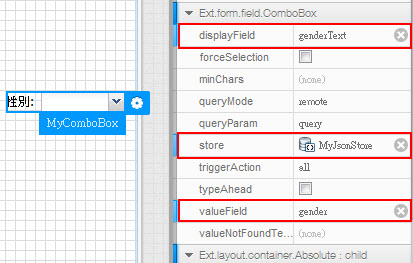 性別:
MyComboBox
Ext.form.field.ComboBox
displayField genderText
forceSelection
minChars (none)
queryMode remote
queryParam query
store MyJsonStore
triggerAction all
typeAhead
valueField gender
valueNotFoundTe... (none)
Ext.layout.container.Absolute : child